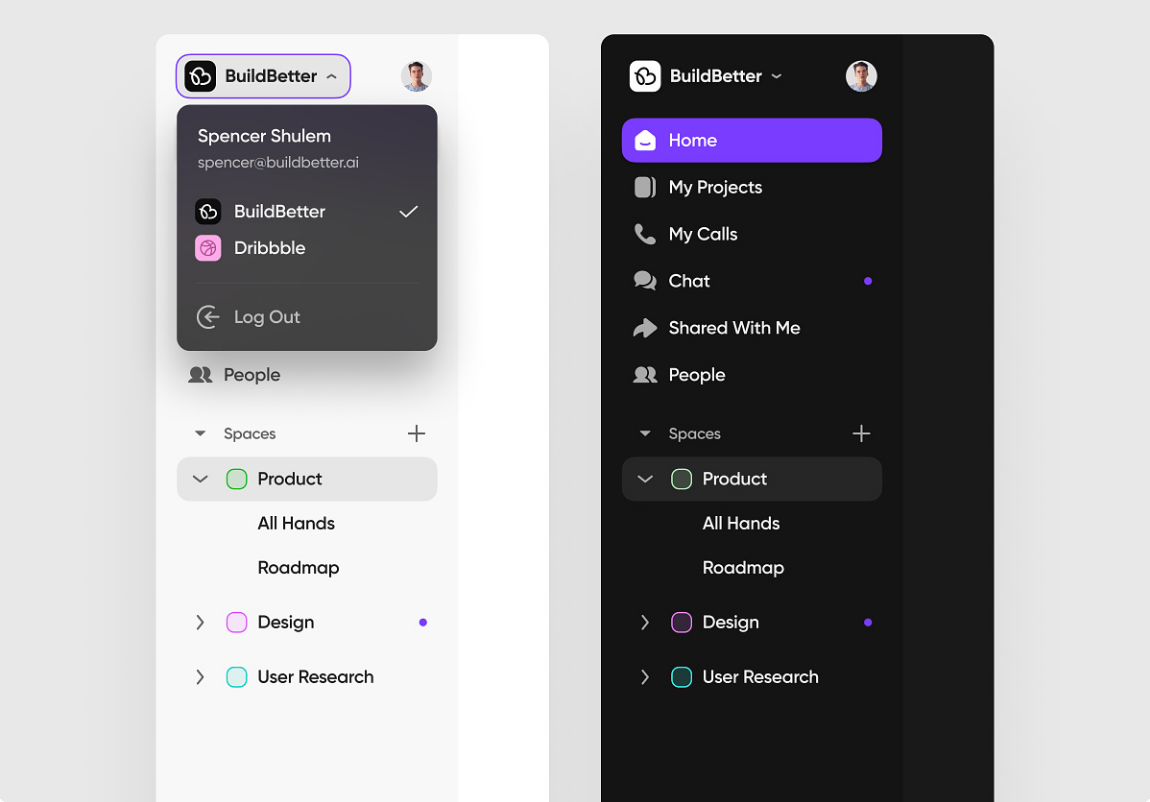 BuildBetter
Spencer Shulem
spencer@buildbetter.ai
BuildBetter
Dribbble
Log Out
People
Spaces
Product
All Hands
Roadmap
Design
User Research
BuildBetter
Home
My Projects
My Calls
Chat
Shared With Me
People
Spaces
Product
All Hands
Roadmap
Design
User Research